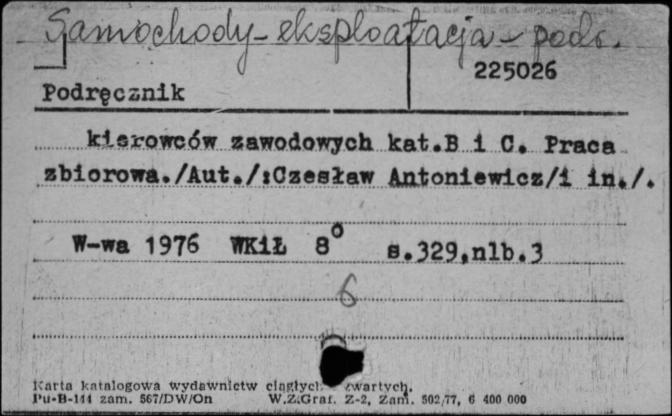 Samochody - eksploatacja - podr.
225026
Podręcznik
kierowców zawodowych kat.B i C. Praca
zbiorowa./Aut./:Czesław Antoniewicz/i in./.
W-wa 1976 WKiŁ 8° s.329,nlb.3
6
Karta katalogowa wydawnictw ciągłych zwartych.
Pu-B-144 zam. 567/DW/On W.Z.Graf. Z-2, Zam. 502/77, 6 400 000